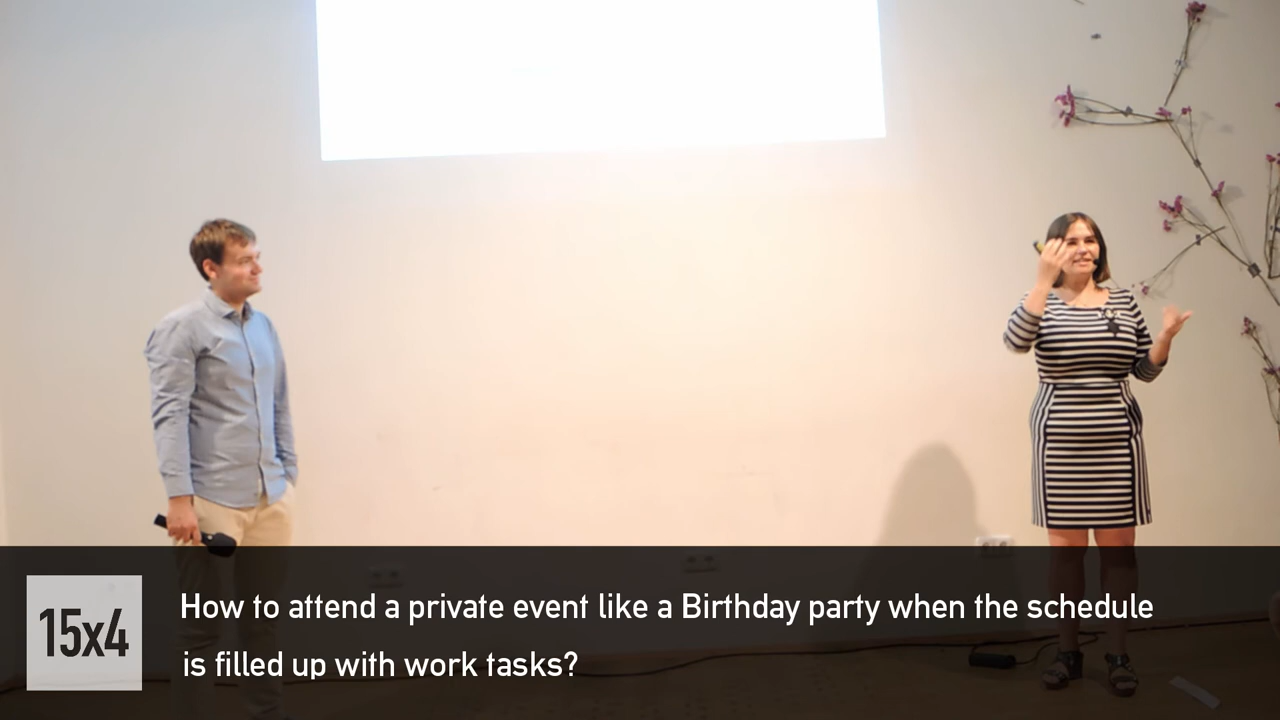 15x4
How to attend a private event like a Birthday party when the schedule
is filled up with work tasks?